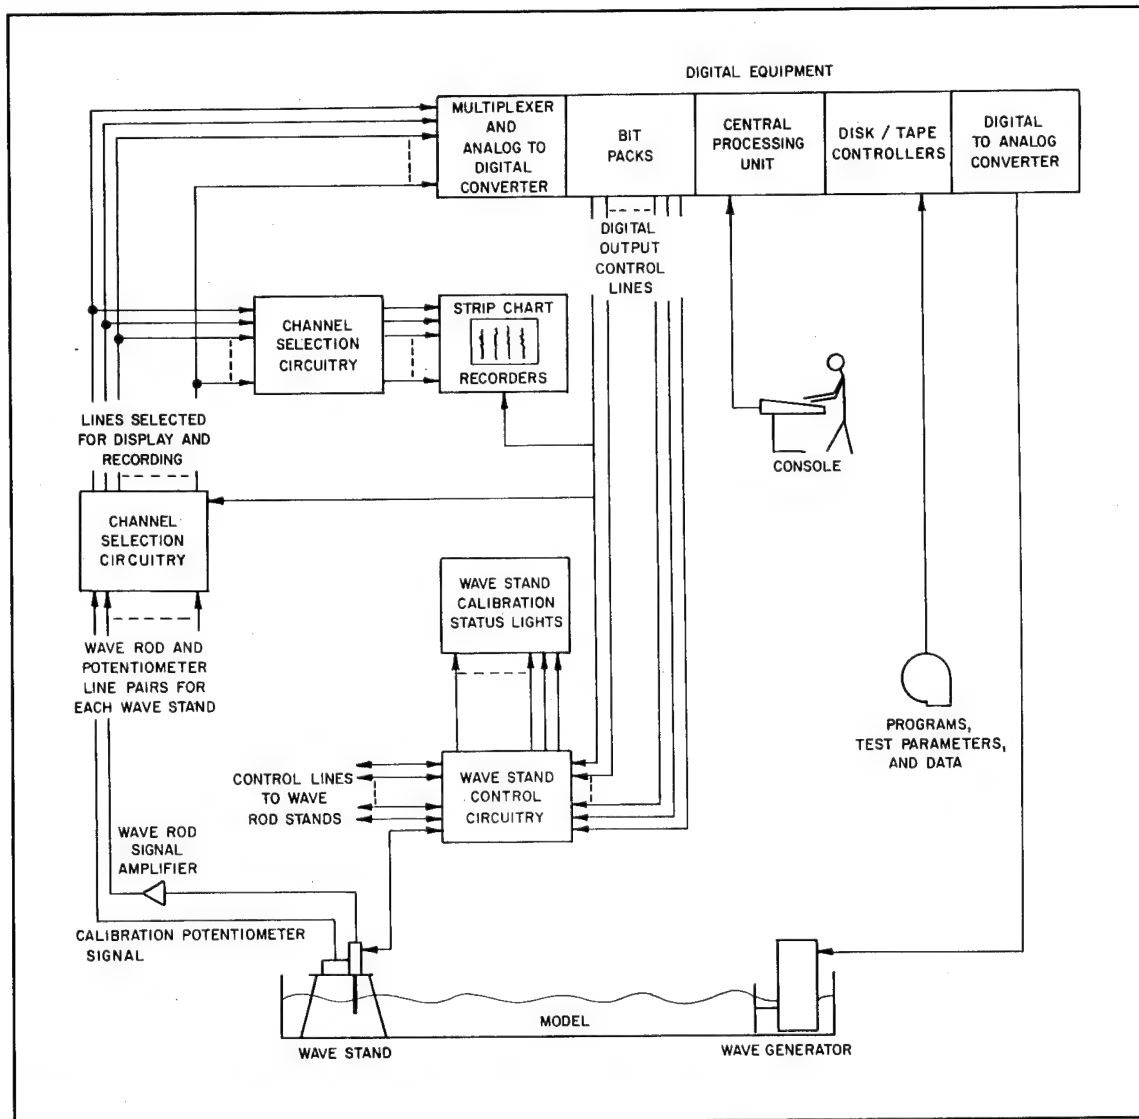 DIGITAL EQUIPMENT
MULTIPLEXER
AND
ANALOG TO
DIGITAL
CONVERTER
BIT
PACKS
CENTRAL
PROCESSING
UNIT
DISK / TAPE
CONTROLLERS
DIGITAL
TO ANALOG
CONVERTER
DIGITAL
OUTPUT
CONTROL
LINES
CHANNEL
SELECTION
CIRCUITRY
STRIP CHART
RECORDERS
LINES SELECTED
FOR DISPLAY AND
RECORDING
CONSOLE
CHANNEL
SELECTION
CIRCUITRY
WAVE STAND
CALIBRATION
STATUS LIGHTS
WAVE ROD AND
POTENTIOMETER
LINE PAIRS FOR
EACH WAVE STAND
PROGRAMS,
TEST PARAMETERS,
AND DATA
CONTROL LINES
TO WAVE
ROD STANDS
WAVE STAND
CONTROL
CIRCUITRY
WAVE ROD
SIGNAL
AMPLIFIER
CALIBRATION POTENTIOMETER
SIGNAL
MODEL
WAVE STAND
WAVE GENERATOR